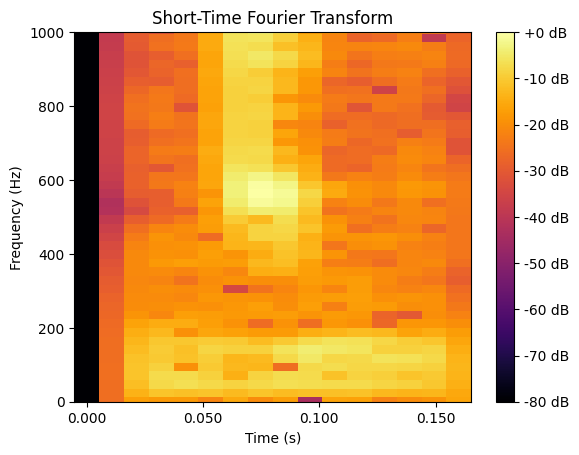 Short-Time Fourier Transform
1000
800
600
400
200
0
Frequency (Hz)
0.000
0.050
0.100
0.150
Time (s)
+0 dB
-10 dB
-20 dB
-30 dB
-40 dB
-50 dB
-60 dB
-70 dB
-80 dB